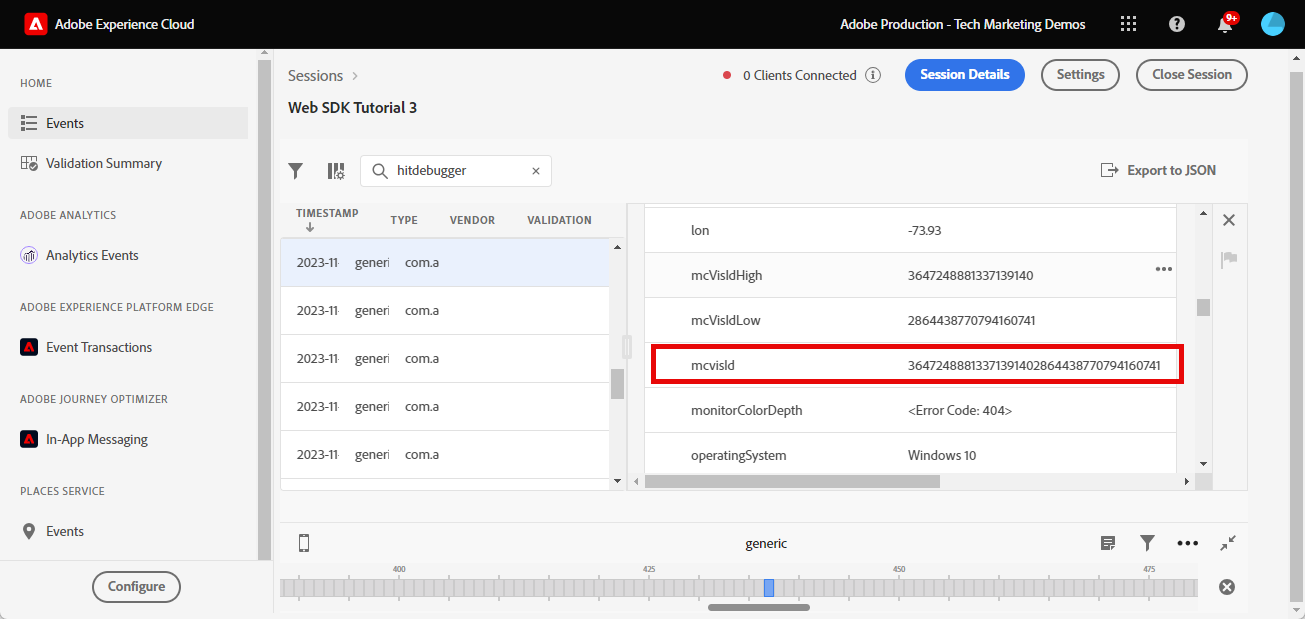 Adobe Experience Cloud
Adobe Production - Tech Marketing Demos
9+
HOME
Events
Validation Summary
ADOBE ANALYTICS
Analytics Events
ADOBE EXPERIENCE PLATFORM EDGE
Event Transactions
ADOBE JOURNEY OPTIMIZER
In-App Messaging
PLACES SERVICE
Events
Configure
Sessions
0 Clients Connected
Session Details
Settings
Close Session
Web SDK Tutorial 3
hitdebugger
Export to JSON
TIMESTAMP TYPE VENDOR VALIDATION
2023-11- generi com.a
2023-11- generi com.a
2023-11- generi com.a
2023-11- generi com.a
2023-11- generi com.a
lon -73.93
mcVisIdHigh 3647248881337139140
mcVisIdLow 2864438770794160741
mcvisId 36472488813371391402864438770794160741
monitorColorDepth <Error Code: 404>
operatingSystem Windows 10
generic
400 425 450 475